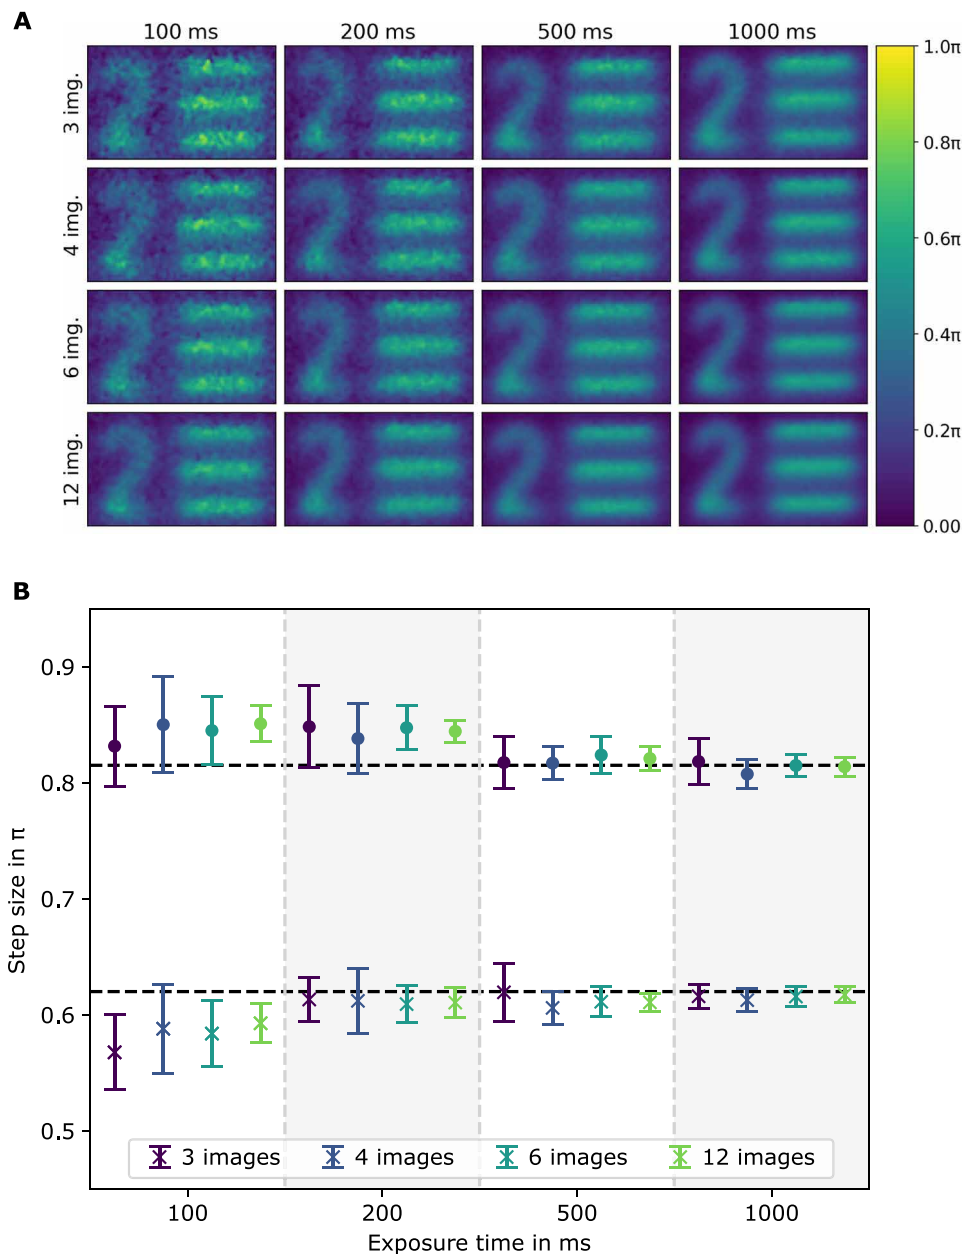 A
100 ms 200 ms 500 ms 1000 ms
3 img.
4 img.
6 img.
12 img.
1.0π
0.8π
0.6π
0.4π
0.2π
0.00
B
0.9
0.8
0.7
0.6
0.5
Step size in π
3 images 4 images 6 images 12 images
100 200 500 1000
Exposure time in ms